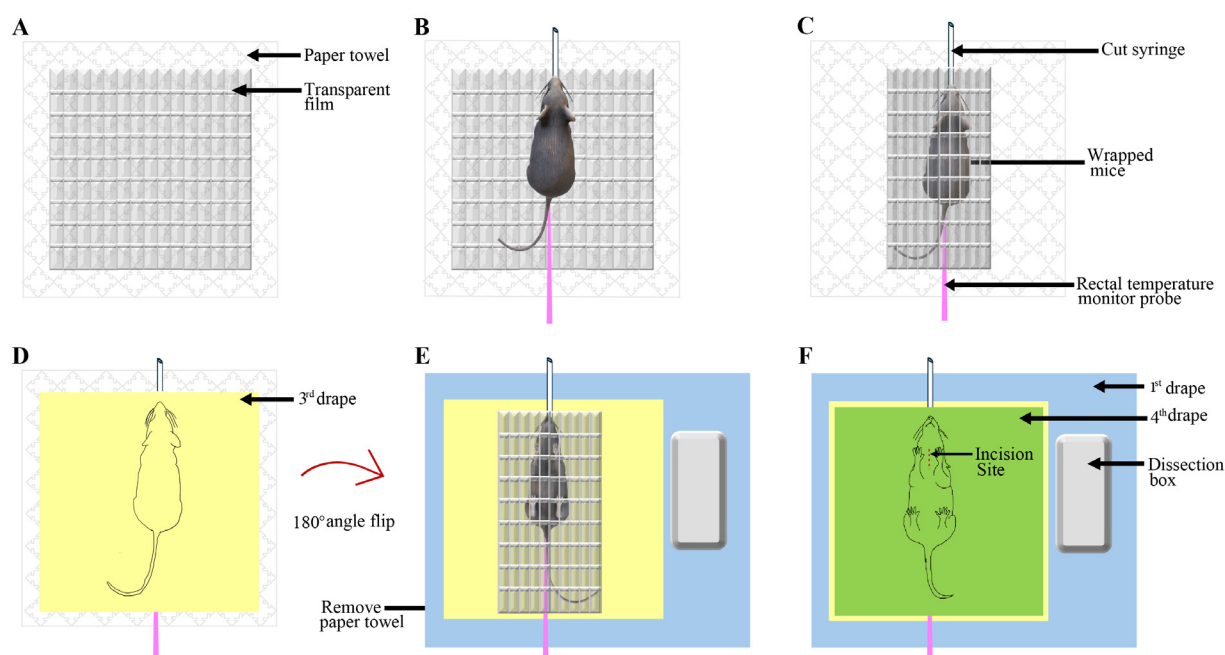 A
Paper towel
Transparent
film
B
C
Cut syringe
Wrapped
mice
Rectal temperature
monitor probe
D
3rd drape
180° angle flip
E
Remove
paper towel
F
1st drape
4th drape
Incision
Site
Dissection
box